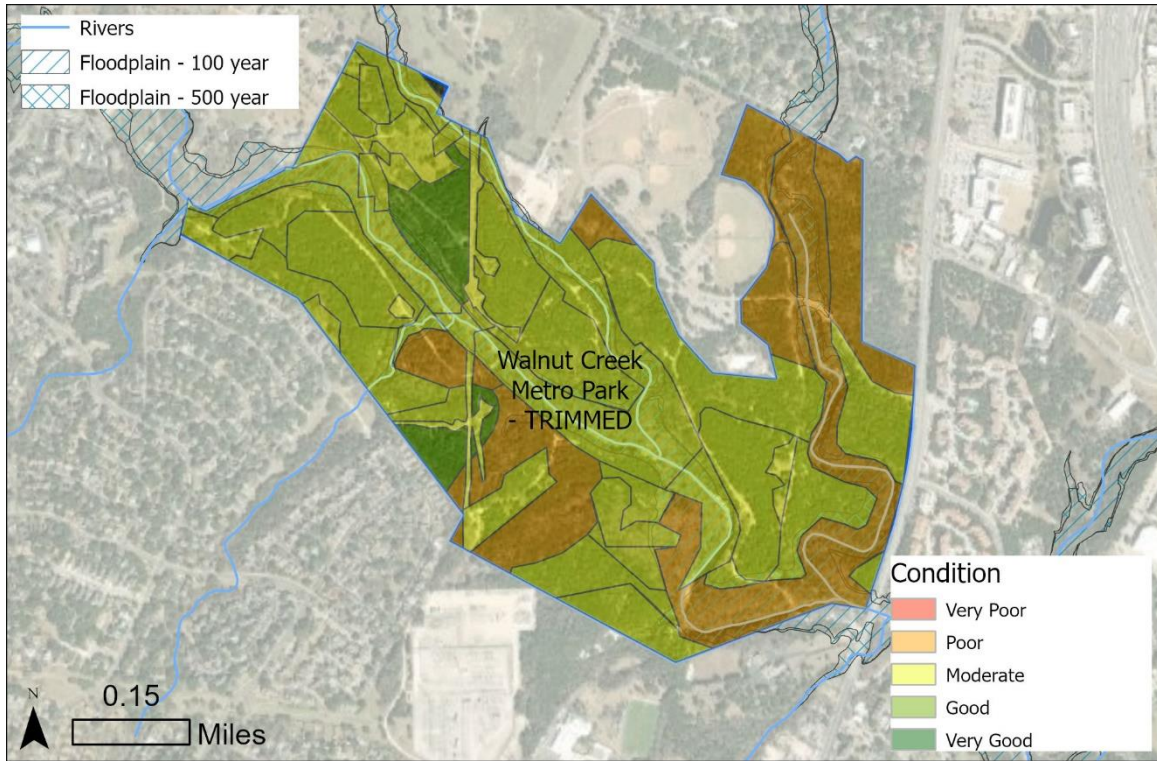 Rivers
Floodplain - 100 year
Floodplain - 500 year
Walnut Creek
Metro Park
- TRIMMED
Condition
Very Poor
Poor
Moderate
Good
Very Good
N
0.15
Miles